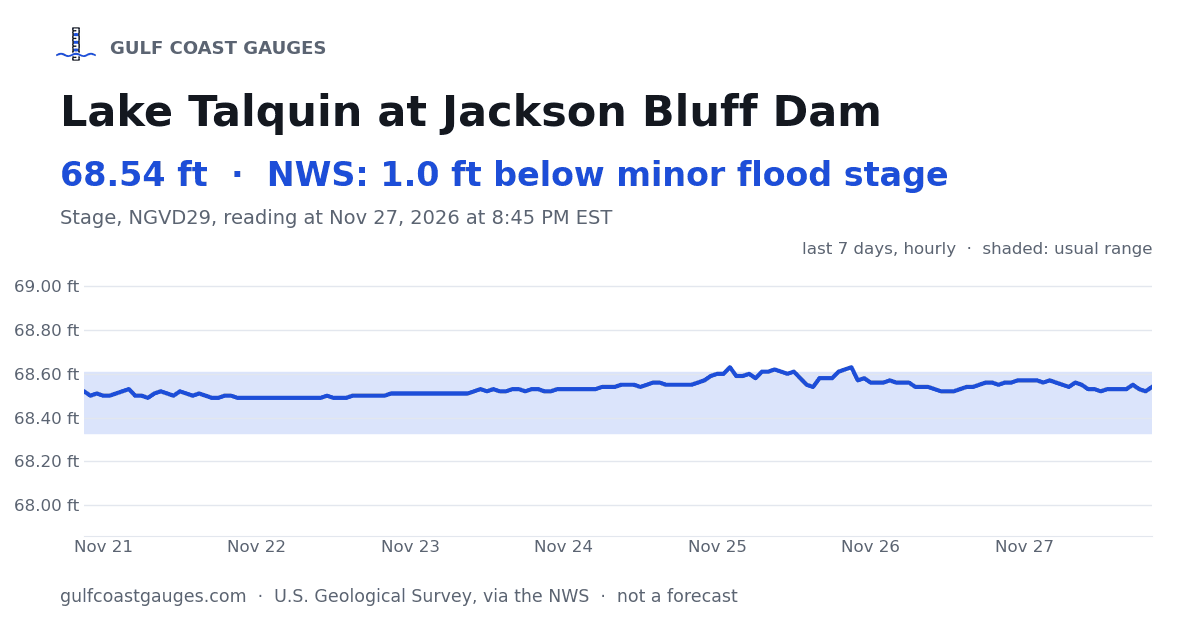 GULF COAST GAUGES
Lake Talquin at Jackson Bluff Dam
68.54 ft · NWS: 1.0 ft below minor flood stage
Stage, NGVD29, reading at Nov 27, 2026 at 8:45 PM EST
last 7 days, hourly · shaded: usual range
69.00 ft
68.80 ft
68.60 ft
68.40 ft
68.20 ft
68.00 ft
Nov 21 Nov 22 Nov 23 Nov 24 Nov 25 Nov 26 Nov 27
gulfcoastgauges.com · U.S. Geological Survey, via the NWS · not a forecast